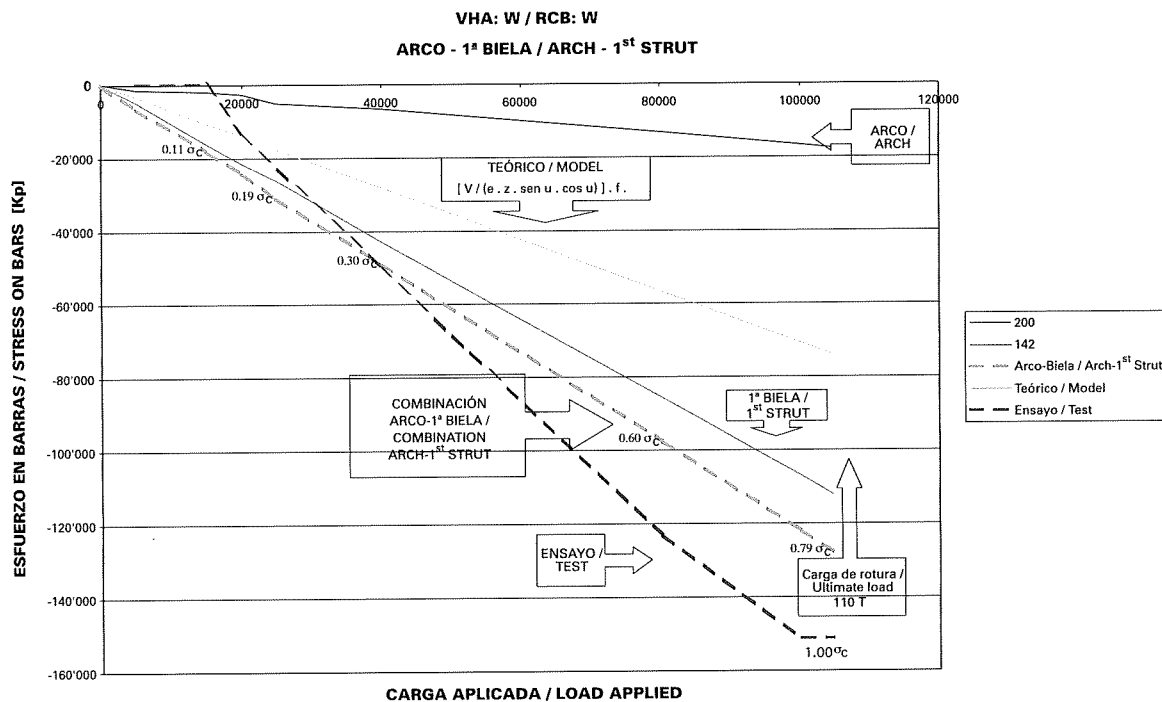 VHA: W / RCB: W
ARCO - 1ª BIELA / ARCH - 1st STRUT
ESFUERZO EN BARRAS / STRESS ON BARS [Kp]
0
-20'000
-40'000
-60'000
-80'000
-100'000
-120'000
-140'000
-160'000
0
20000
40000
60000
80000
100000
120000
ARCO /
ARCH
TEÓRICO / MODEL
[ V / (e . z . sen u . cos u) ] . f .
0.11 σC
0.19 σC
0.30 σC
COMBINACIÓN
ARCO-1ª BIELA /
COMBINATION
ARCH-1st STRUT
1ª BIELA /
1st STRUT
0.60 σC
ENSAYO /
TEST
0.79 σC
Carga de rotura /
Ultimate load
110 T
1.00σC
200
142
Arco-Biela / Arch-1st Strut
Teórico / Model
Ensayo / Test
CARGA APLICADA / LOAD APPLIED